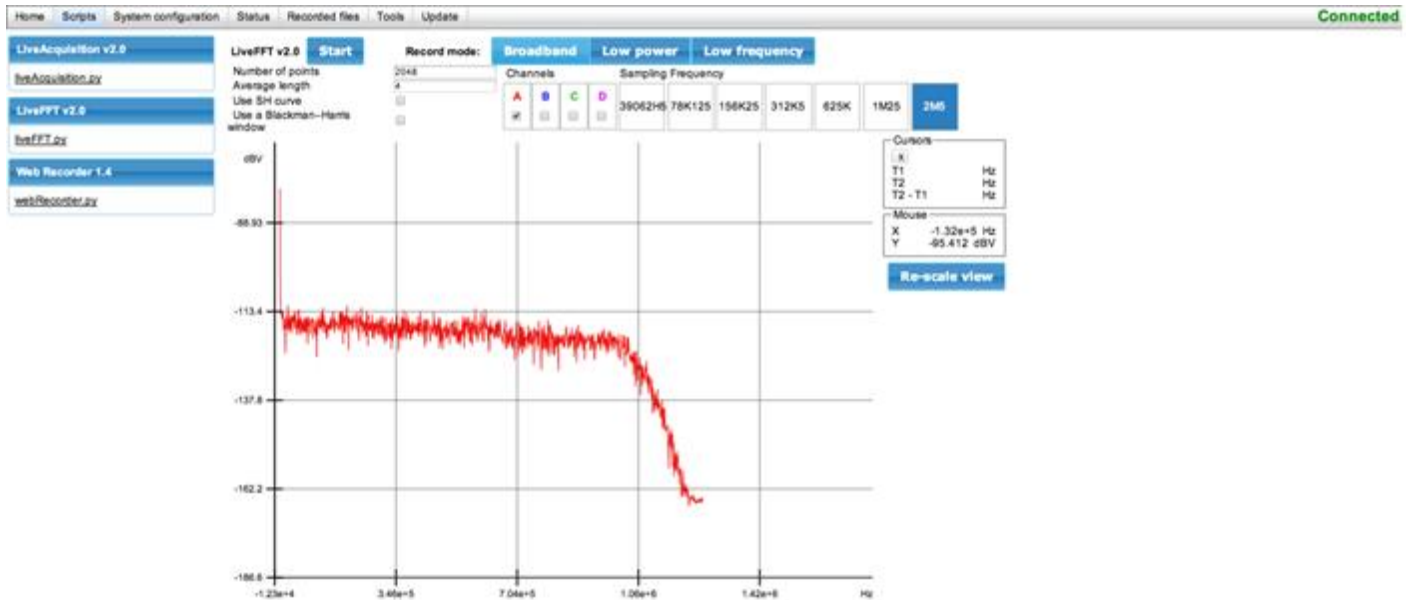 Home Scripts System configuration Status Recorded files Tools Update Connected
LiveAcquisition v2.0
liveAcquisition.py
LiveFFT v2.0
liveFFT.py
Web Recorder 1.4
webRecorder.py
LiveFFT v2.0 Start Record mode: Broadband Low power Low frequency
Number of points 2048
Average length 4
Use SH curve
Use a Blackman-Harris
window
Channels Sampling Frequency
A B C D 39062H5 78K125 156K25 312K5 625K 1M25 2M5
dBV
-88.93
-113.4
-137.8
-162.2
-186.6
-1.23e+4 3.46e+5 7.04e+5 1.06e+6 1.42e+6 Hz
Cursors
X
T1 Hz
T2 Hz
T2 - T1 Hz
Mouse
X -1.32e+5 Hz
Y -95.412 dBV
Re-scale view